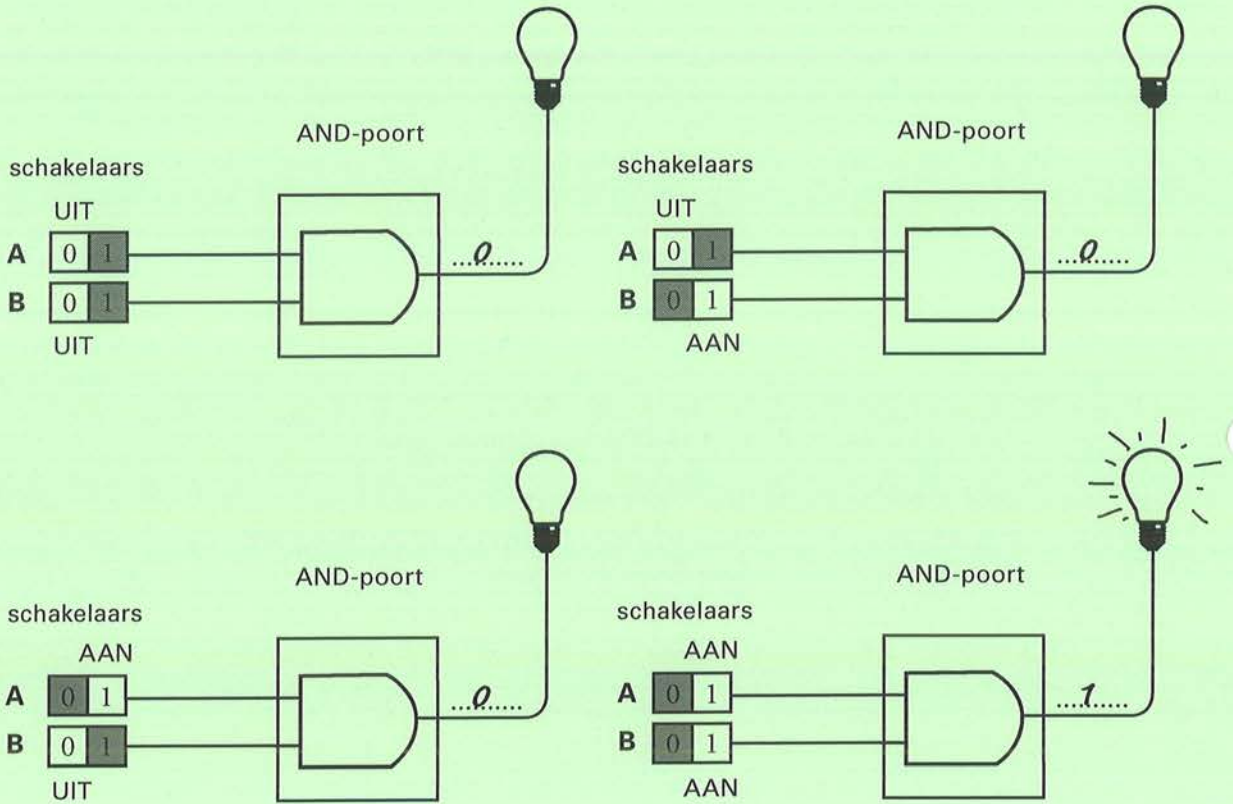 AND-poort
schakelaars
UIT
A 0 1
....0......
B 0 1
UIT
AND-poort
schakelaars
UIT
A 0 1
....0......
B 0 1
AAN
AND-poort
schakelaars
AAN
A 0 1
....0......
B 0 1
UIT
AND-poort
schakelaars
AAN
A 0 1
....1......
B 0 1
AAN